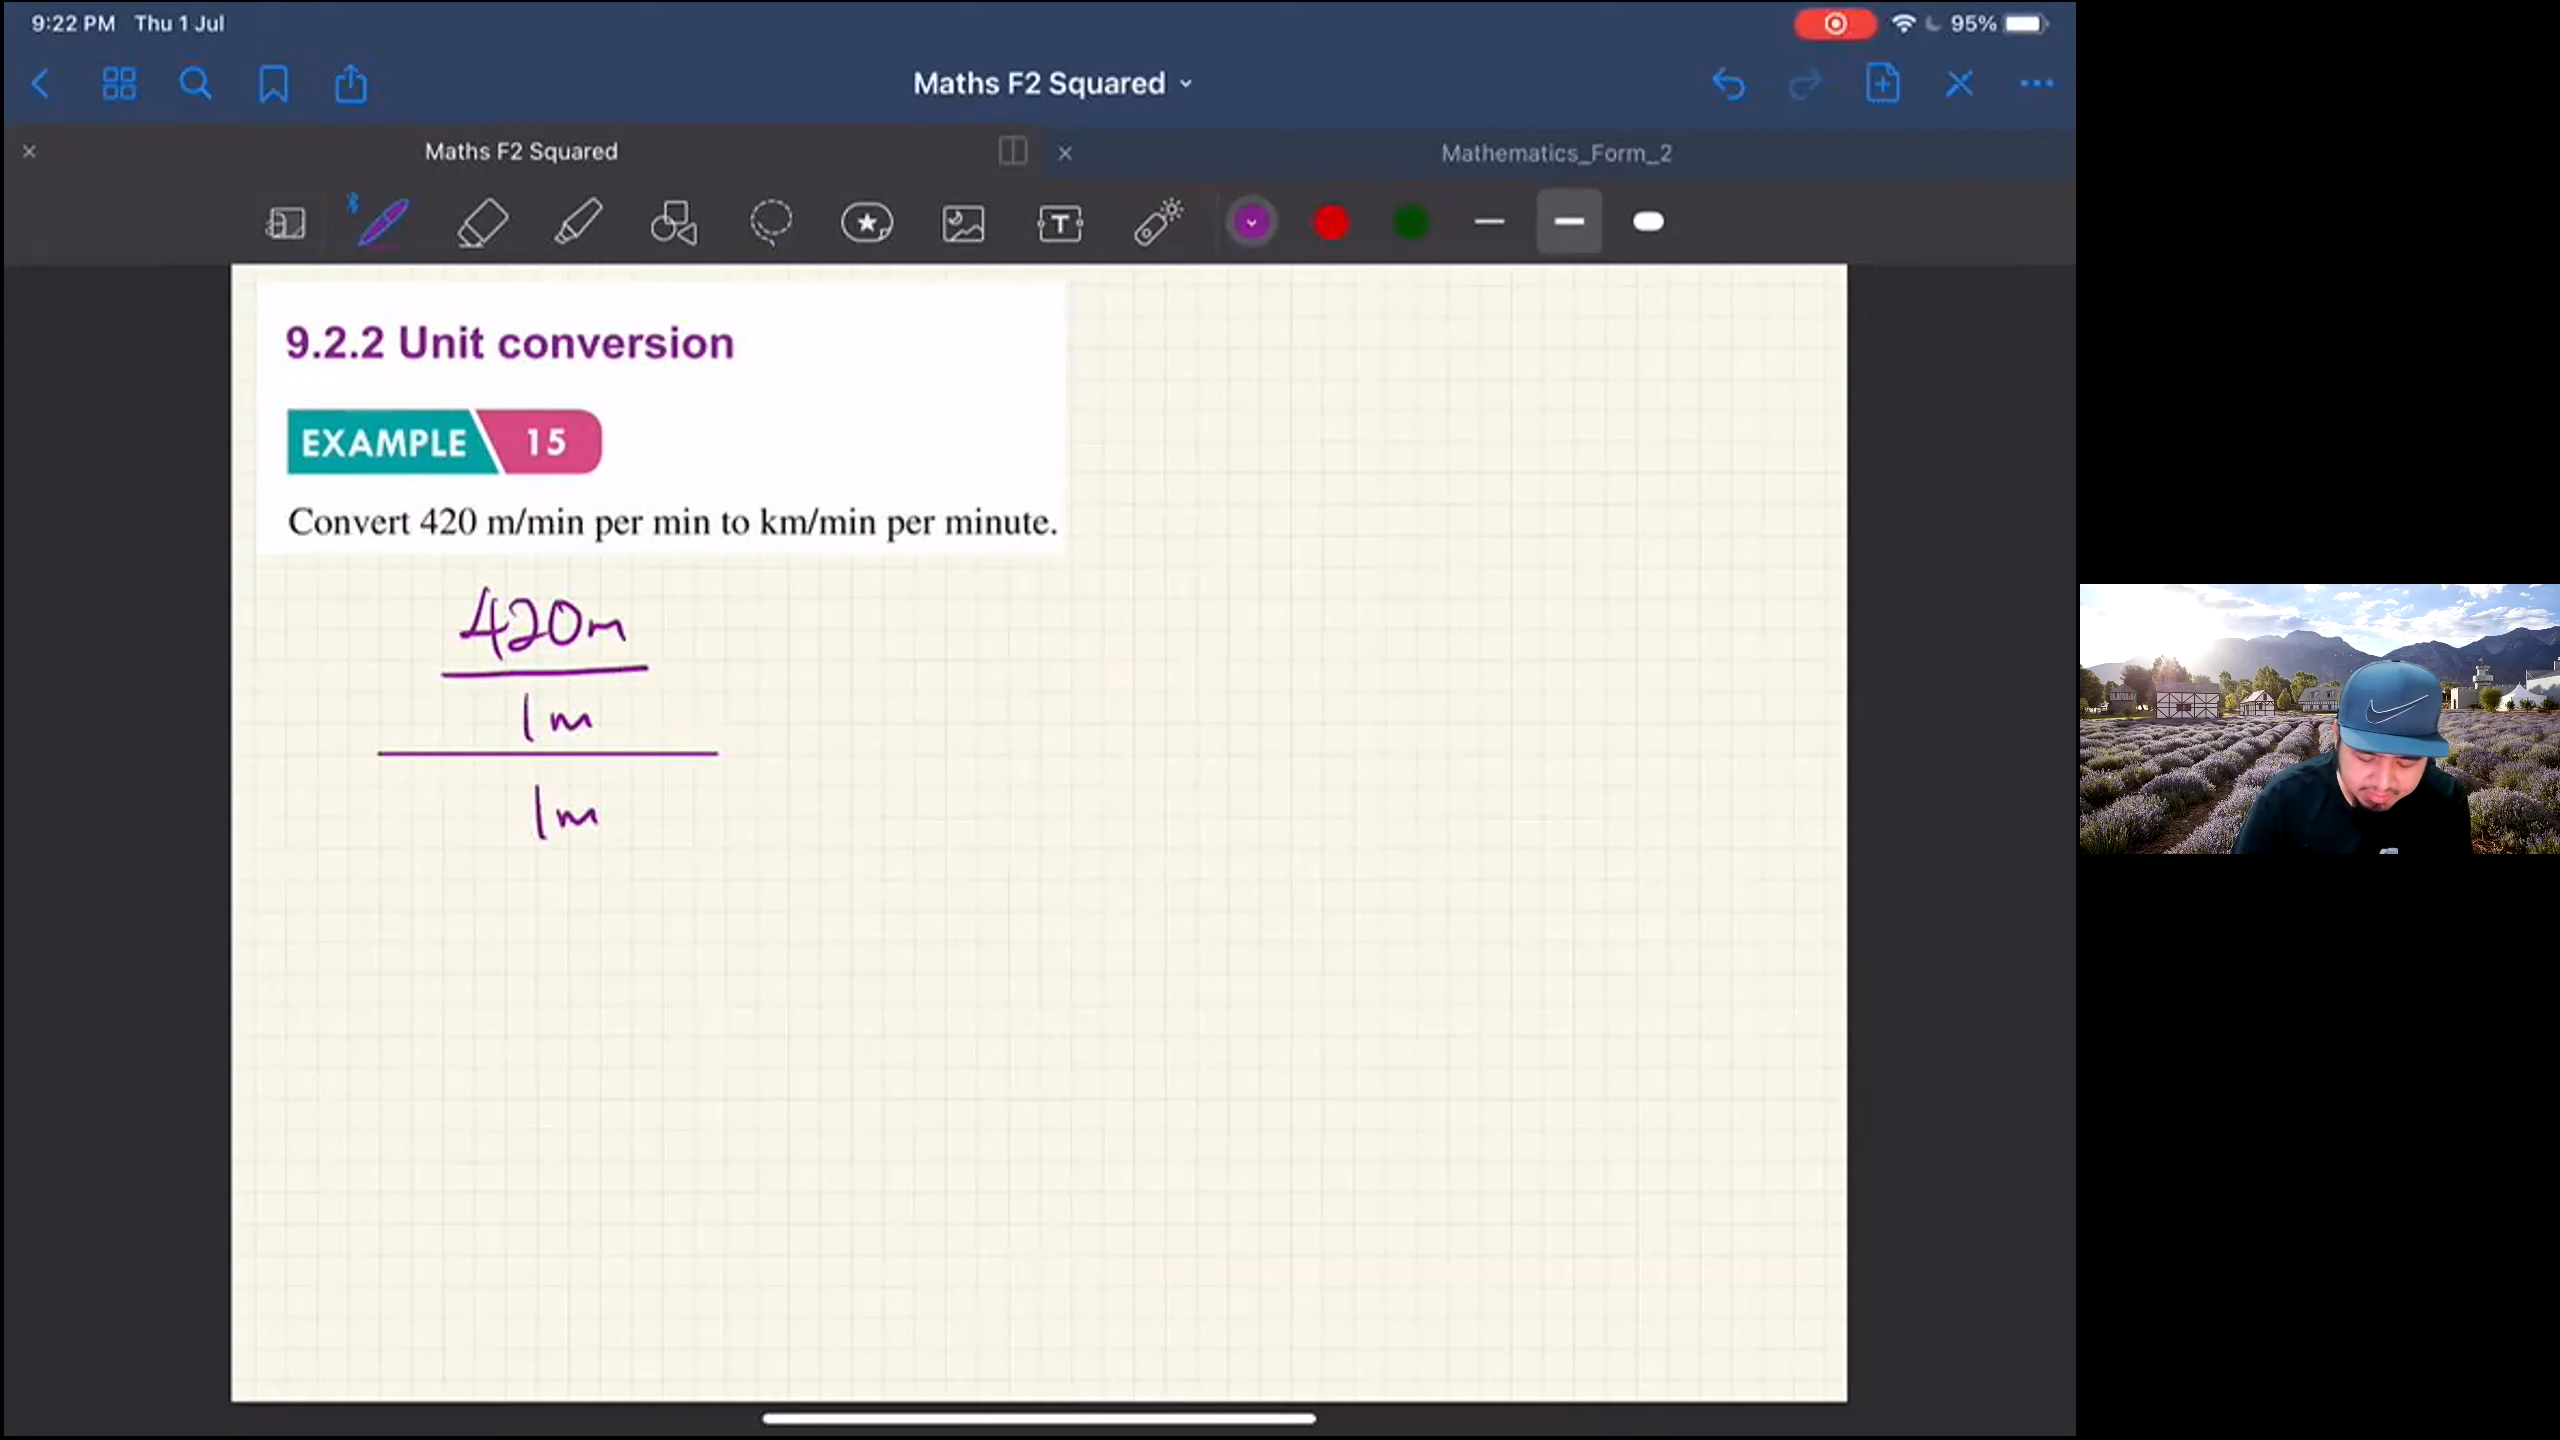 9:22 PM Thu 1 Jul
95%
Maths F2 Squared
Maths F2 Squared
Mathematics_Form_2
T
9.2.2 Unit conversion
EXAMPLE 15
Convert 420 m/min per min to km/min per minute.
420m
1m
1m